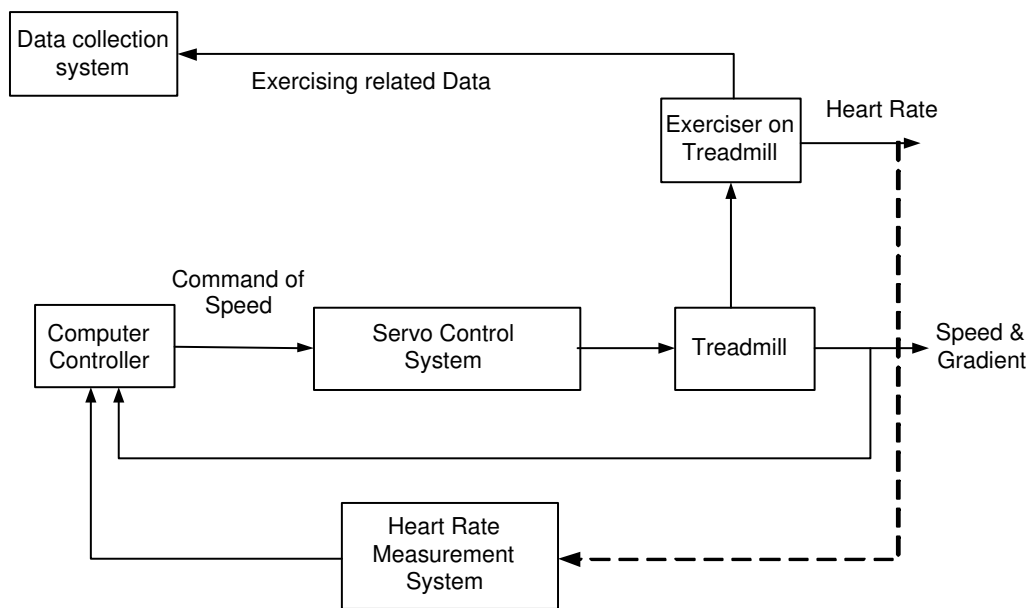 Data collection
system
Exercising related Data
Heart Rate
Exerciser on
Treadmill
Command of
Speed
Computer
Controller
Servo Control
System
Treadmill
Speed &
Gradient
Heart Rate
Measurement
System